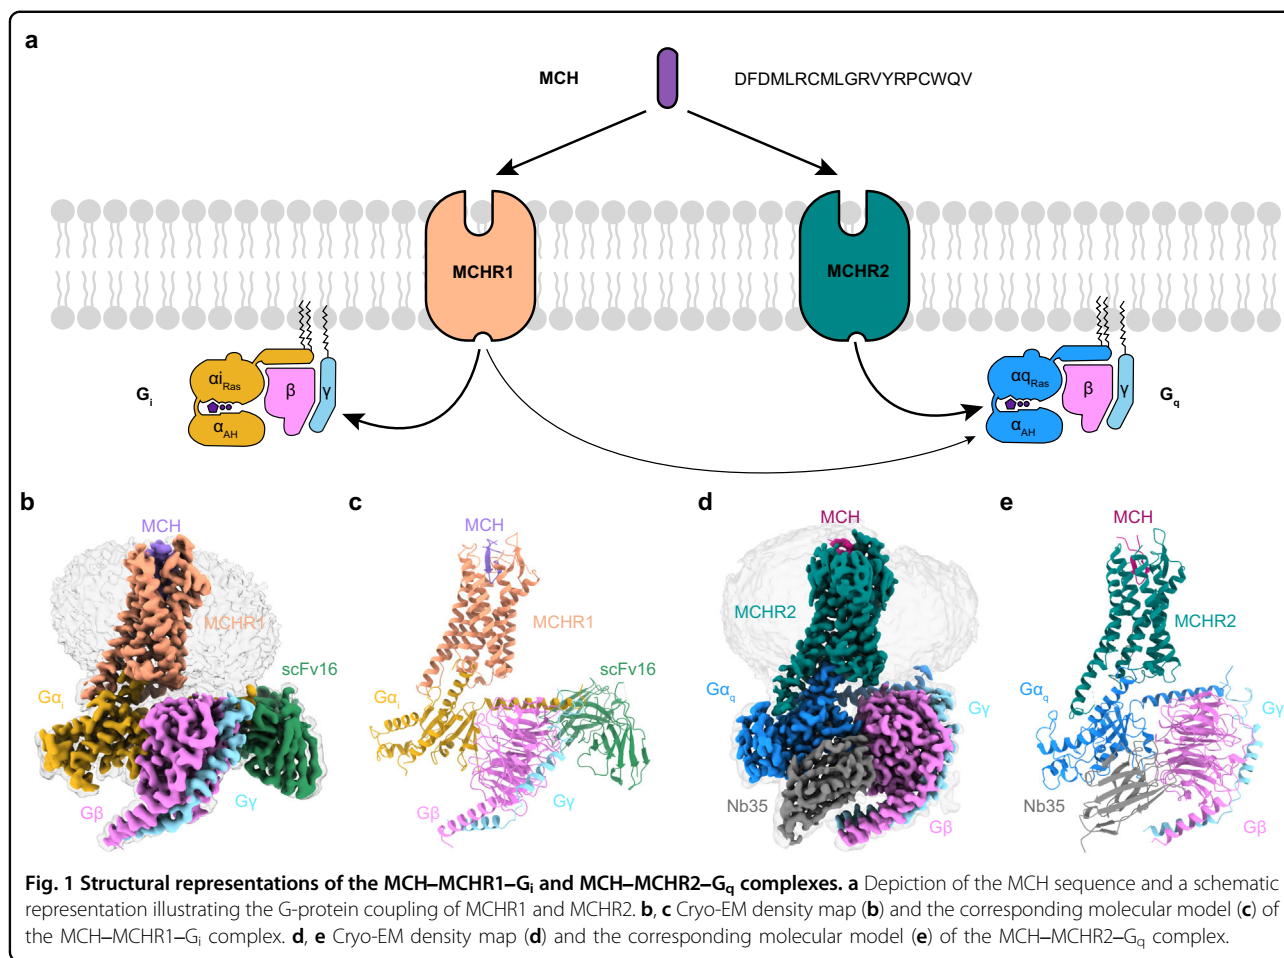 a
MCH
DFDMLRCMLGRVYRPCWQV
MCHR1
MCHR2
Gi
αiRas
αAH
β
γ
αqRas
αAH
β
γ
Gq
b
MCH
MCHR1
Gαi
scFv16
Gβ
Gγ
c
MCH
MCHR1
scFv16
Gαi
Gβ
Gγ
d
MCH
MCHR2
Gαq
Gγ
Nb35
Gβ
e
MCH
MCHR2
Gαq
Gγ
Nb35
Gβ
Fig. 1 Structural representations of the MCH–MCHR1–Gi and MCH–MCHR2–Gq complexes. a Depiction of the MCH sequence and a schematic
representation illustrating the G-protein coupling of MCHR1 and MCHR2. b, c Cryo-EM density map (b) and the corresponding molecular model (c) of
the MCH–MCHR1–Gi complex. d, e Cryo-EM density map (d) and the corresponding molecular model (e) of the MCH–MCHR2–Gq complex.